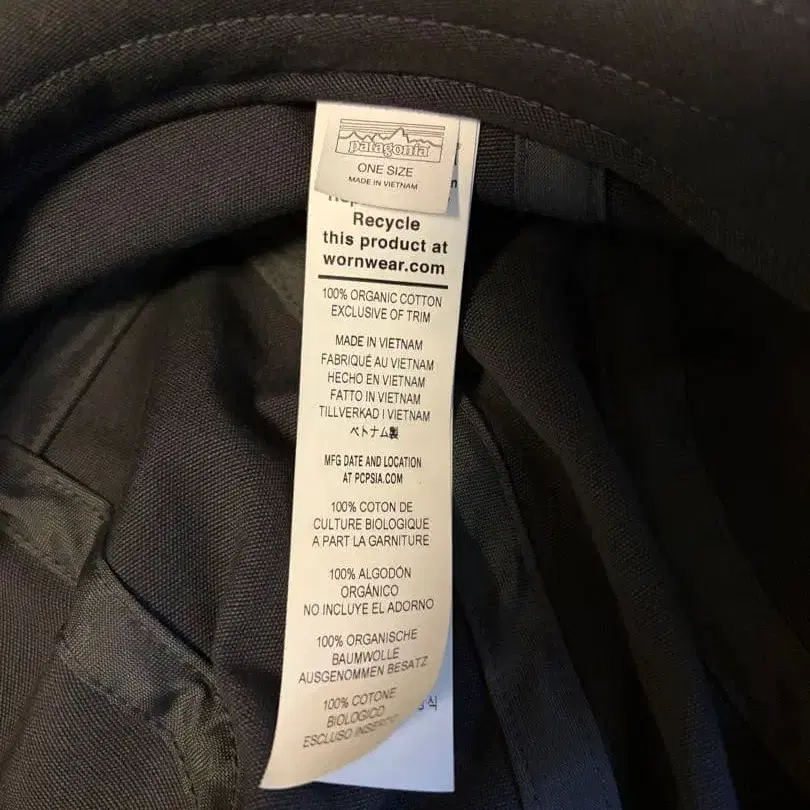 patagonia
ONE SIZE
MADE IN VIETNAM
Recycle
this product at
wornwear.com
100% ORGANIC COTTON
EXCLUSIVE OF TRIM
MADE IN VIETNAM
FABRIQUÉ AU VIETNAM
HECHO EN VIETNAM
FATTO IN VIETNAM
TILLVERKAD I VIETNAM
ベトナム製
MFG DATE AND LOCATION
AT PCPSIA.COM
100% COTON DE
CULTURE BIOLOGIQUE
A PART LA GARNITURE
100% ALGODÓN
ORGÁNICO
NO INCLUYE EL ADORNO
100% ORGANISCHE
BAUMWOLLE
AUSGENOMMEN BESATZ
100% COTONE
BIOLOGICO
ESCLUSO INSERTO